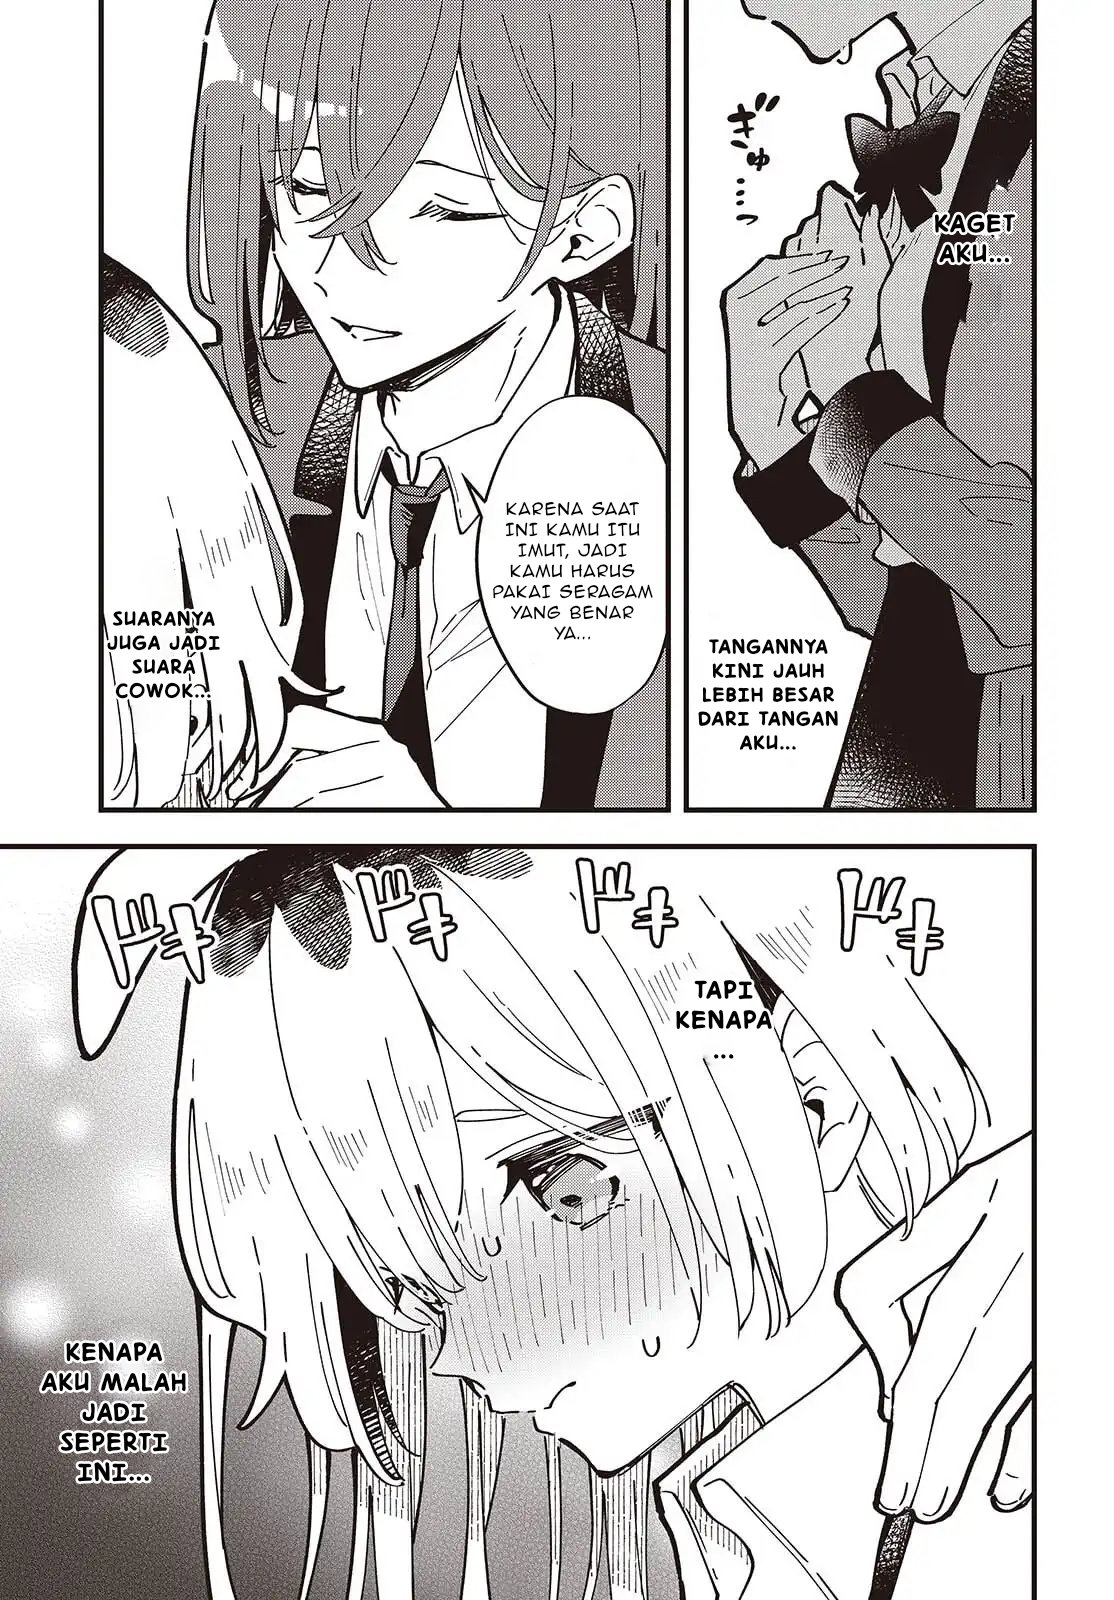 ぎゅ…っ
KAGET
AKU...
TANGANNYA
KINI JAUH
LEBIH BESAR
DARI TANGAN
AKU...
KARENA SAAT
INI KAMU ITU
IMUT, JADI
KAMU HARUS
PAKAI SERAGAM
YANG BENAR
YA...
SUARANYA
JUGA JADI
SUARA
COWOK...
ドキ
ドキ
ドキ
ドキ
TAPI
KENAPA
...
KENAPA
AKU MALAH
JADI
SEPERTI
INI...